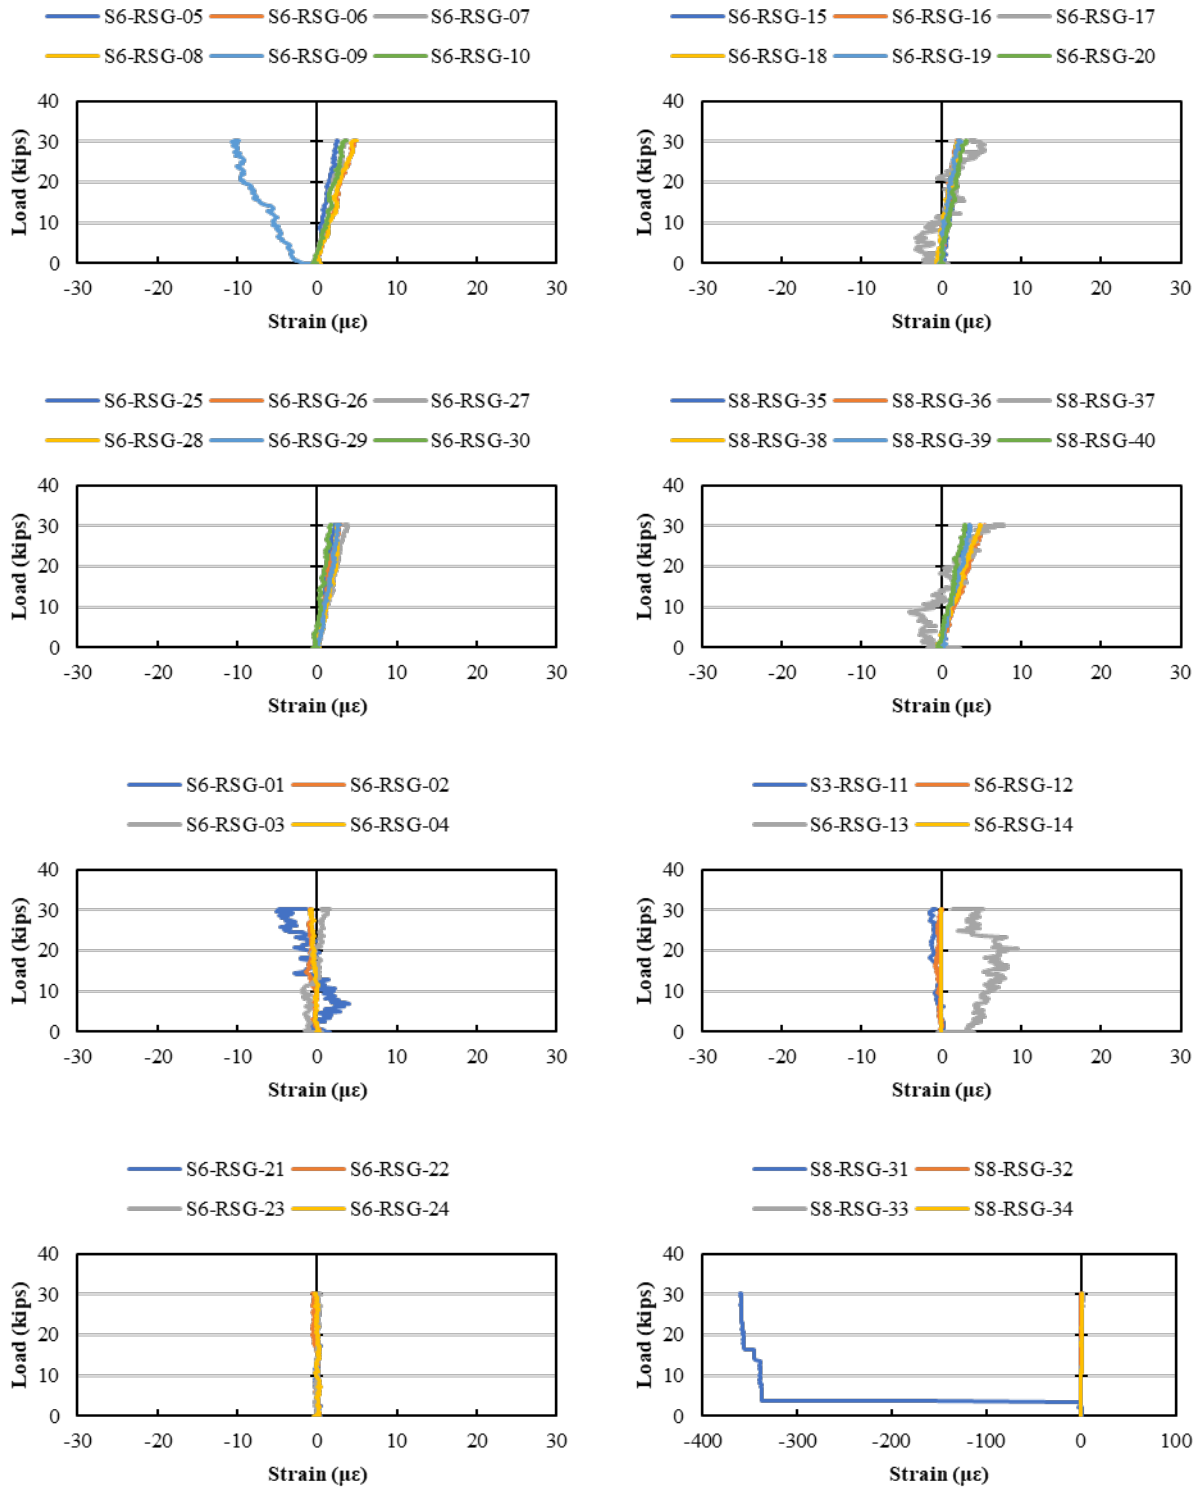 S6-RSG-05 S6-RSG-06 S6-RSG-07
S6-RSG-08 S6-RSG-09 S6-RSG-10
40
30
20
10
0
Load (kips)
-30 -20 -10 0 10 20 30
Strain (με)
S6-RSG-15 S6-RSG-16 S6-RSG-17
S6-RSG-18 S6-RSG-19 S6-RSG-20
40
30
20
10
0
Load (kips)
-30 -20 -10 0 10 20 30
Strain (με)
S6-RSG-25 S6-RSG-26 S6-RSG-27
S6-RSG-28 S6-RSG-29 S6-RSG-30
40
30
20
10
0
Load (kips)
-30 -20 -10 0 10 20 30
Strain (με)
S8-RSG-35 S8-RSG-36 S8-RSG-37
S8-RSG-38 S8-RSG-39 S8-RSG-40
40
30
20
10
0
Load (kips)
-30 -20 -10 0 10 20 30
Strain (με)
S6-RSG-01 S6-RSG-02
S6-RSG-03 S6-RSG-04
40
30
20
10
0
Load (kips)
-30 -20 -10 0 10 20 30
Strain (με)
S3-RSG-11 S6-RSG-12
S6-RSG-13 S6-RSG-14
40
30
20
10
0
Load (kips)
-30 -20 -10 0 10 20 30
Strain (με)
S6-RSG-21 S6-RSG-22
S6-RSG-23 S6-RSG-24
40
30
20
10
0
Load (kips)
-30 -20 -10 0 10 20 30
Strain (με)
S8-RSG-31 S8-RSG-32
S8-RSG-33 S8-RSG-34
40
30
20
10
0
Load (kips)
-400 -300 -200 -100 0 100
Strain (με)